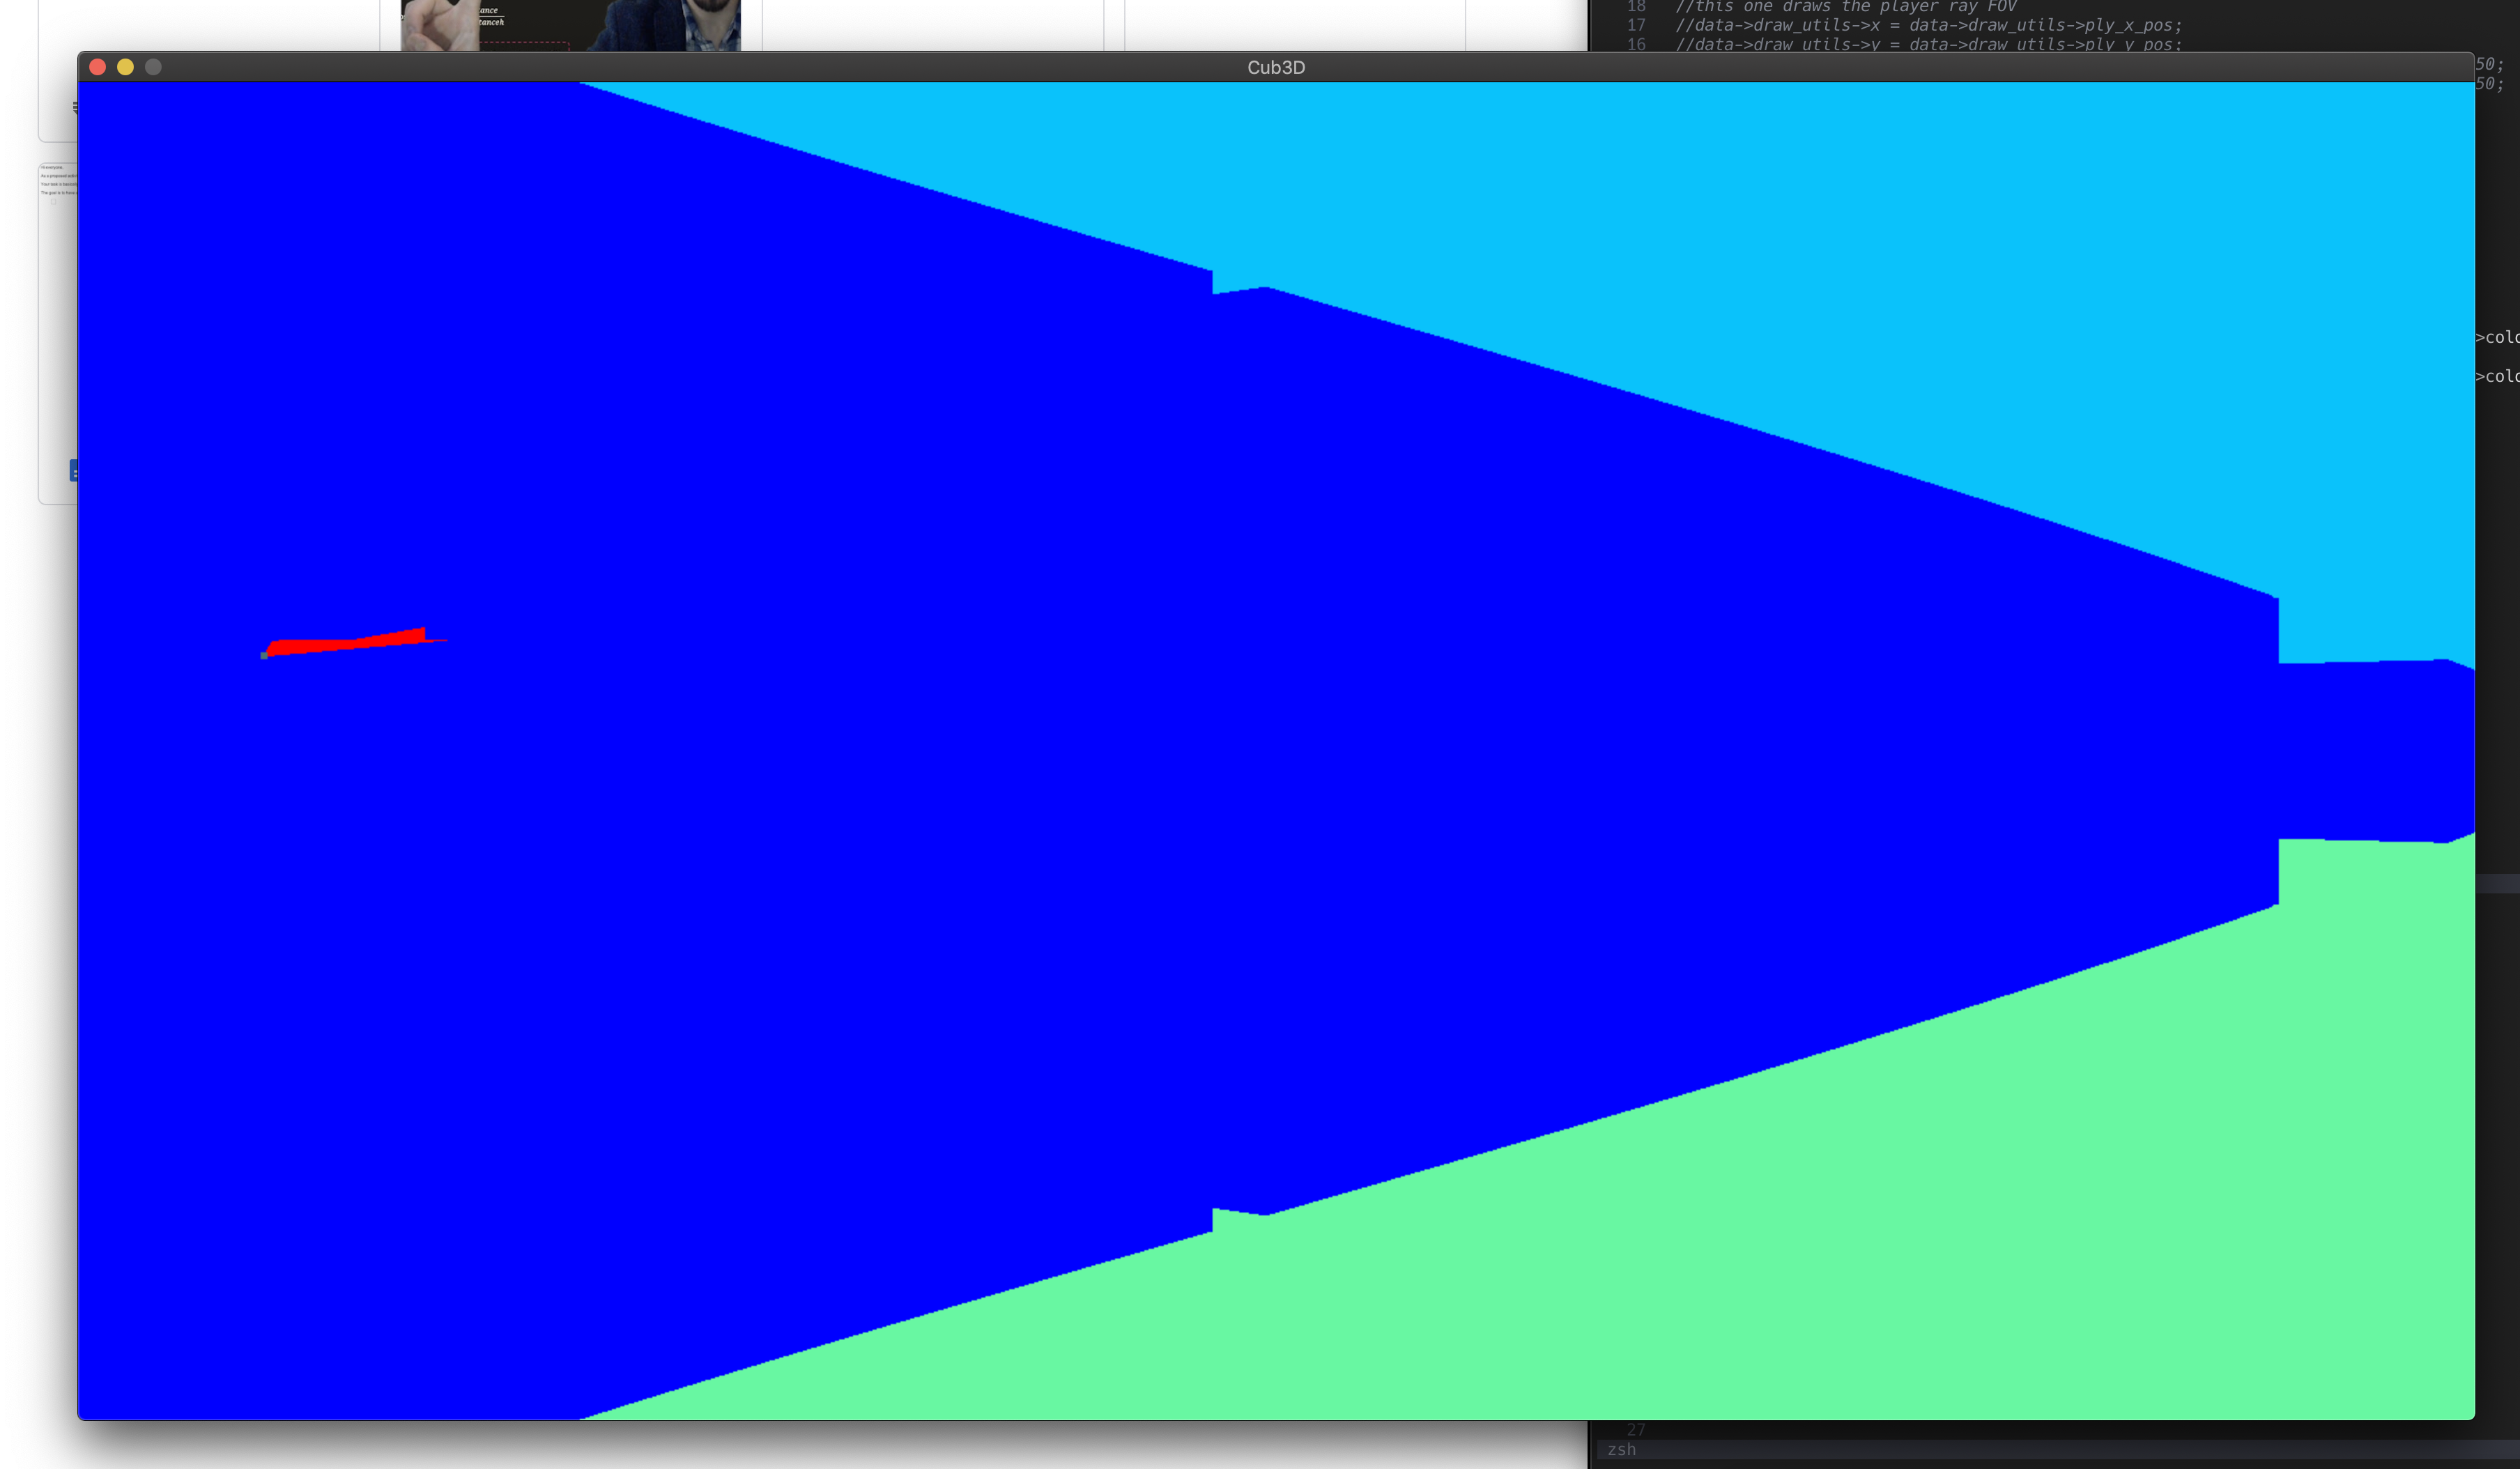 ance
tanceh
18 //this one draws the player ray FOV
17 //data->draw_utils->x = data->draw_utils->ply_x_pos;
16 //data->draw_utils->y = data->draw_utils->ply_y_pos;
Cub3D
50;
50;
>colo
>colo
27
zsh